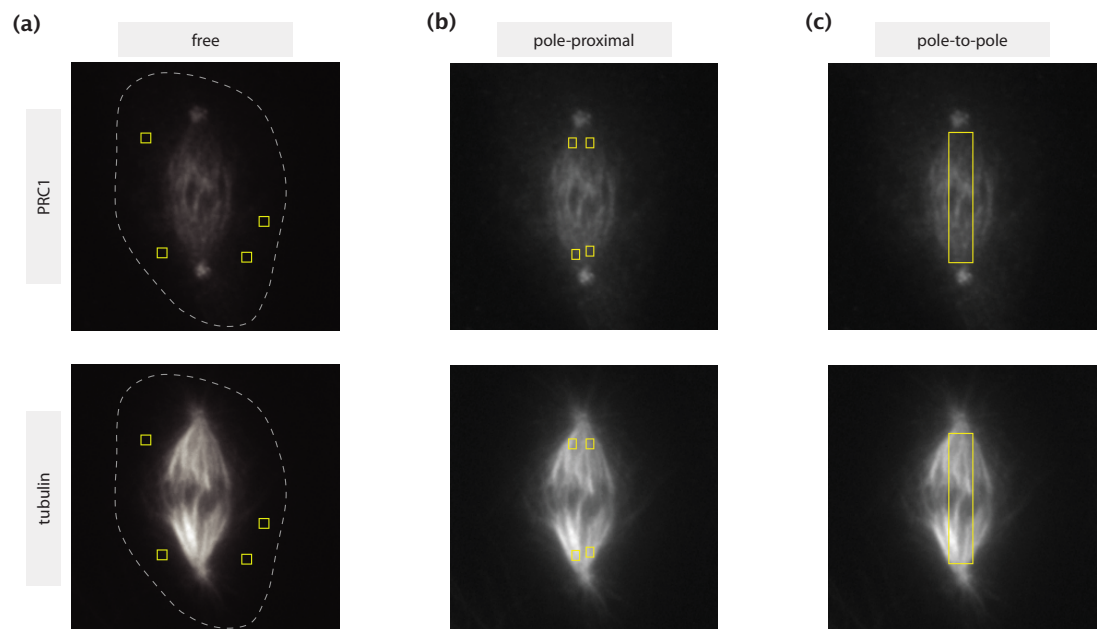 (a)
free
(b)
pole-proximal
(c)
pole-to-pole
PRC1
tubulin